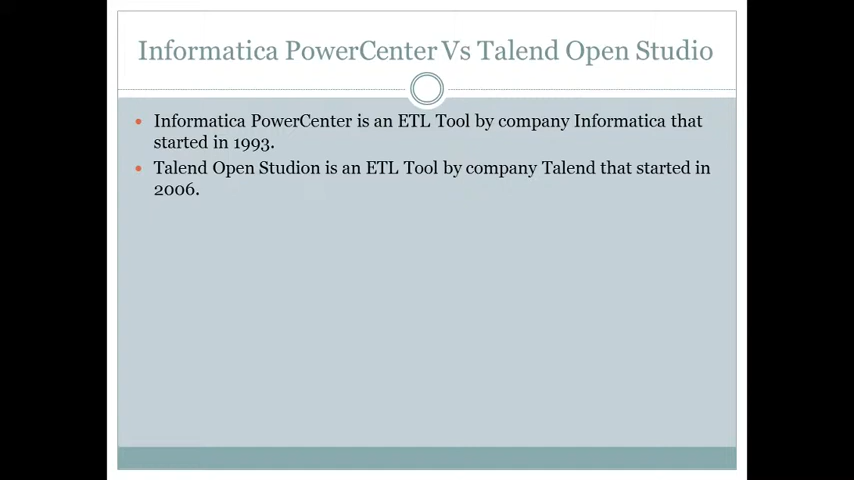 Informatica PowerCenter Vs Talend Open Studio
Informatica PowerCenter is an ETL Tool by company Informatica that
started in 1993.
Talend Open Studion is an ETL Tool by company Talend that started in
2006.